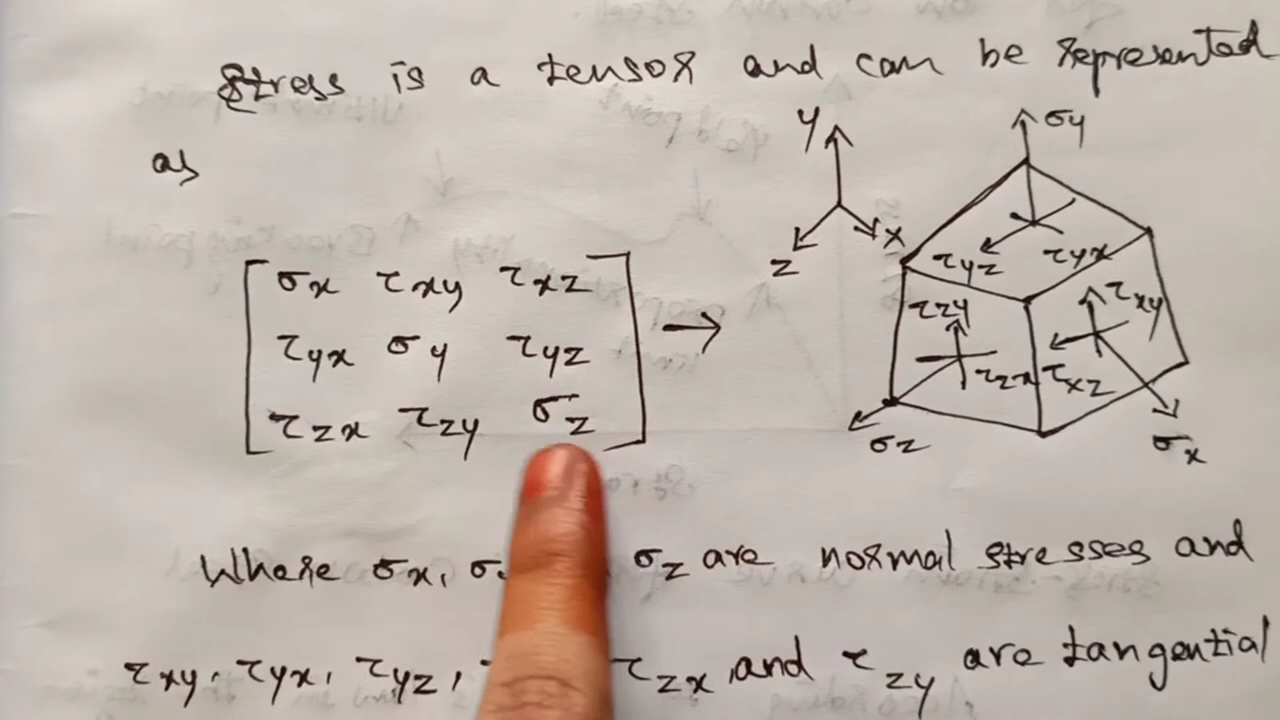 Stress is a tensor and can be represented
as
σx τxy τxz
τyx σy τyz
τzx τzy σz
→
y
x
z
σy
τyz τyx
τzy τxy
τzx τxz
σz
σx
Where σx, σ σz are normal stresses and
τxy, τyx, τyz, τzx and τzy are tangential